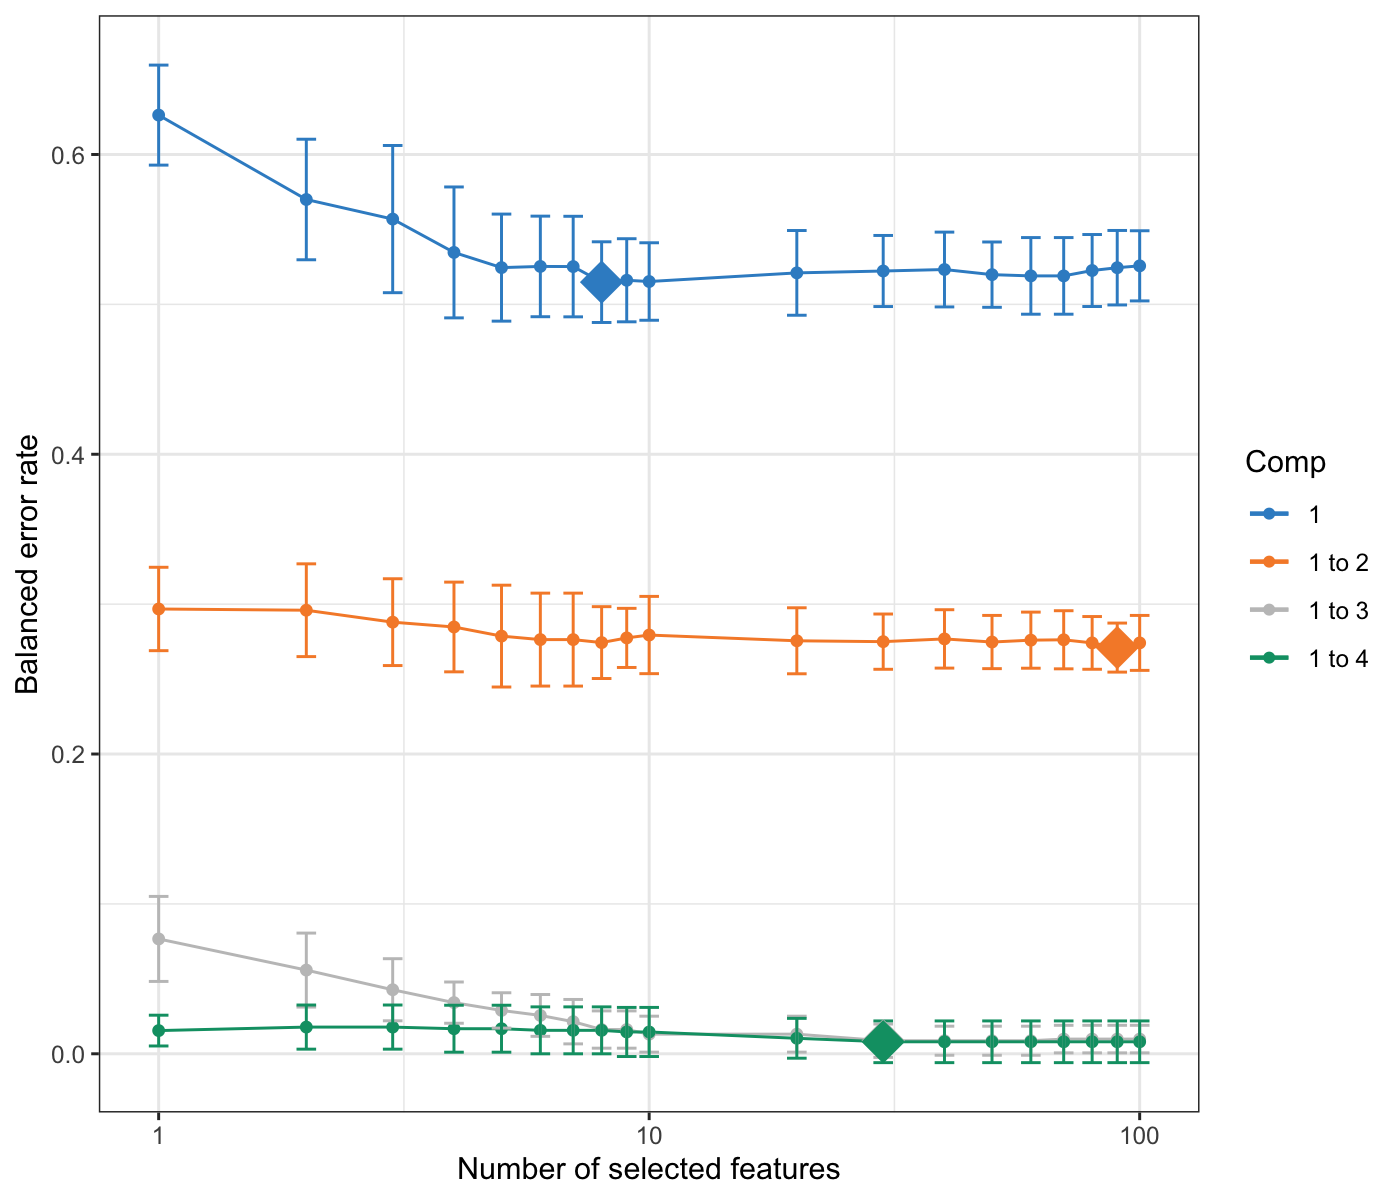 0.6
0.4
0.2
0.0
Balanced error rate
1
10
100
Number of selected features
Comp
1
1 to 2
1 to 3
1 to 4